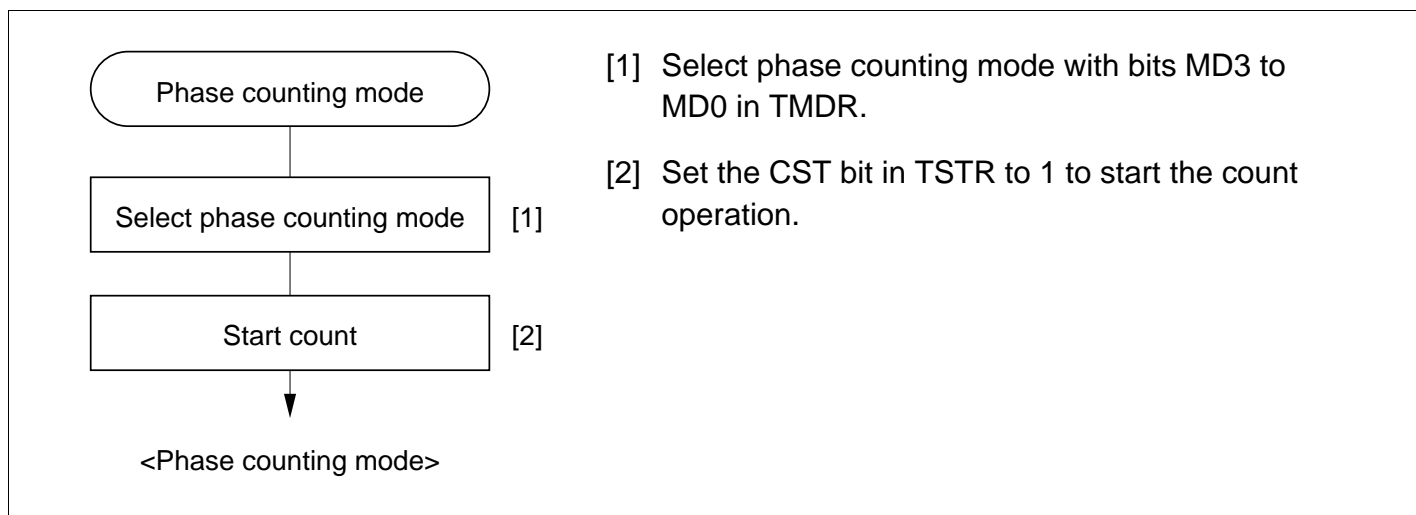 Phase counting mode
Select phase counting mode [1]
Start count [2]
<Phase counting mode>
[1] Select phase counting mode with bits MD3 to
MD0 in TMDR.
[2] Set the CST bit in TSTR to 1 to start the count
operation.